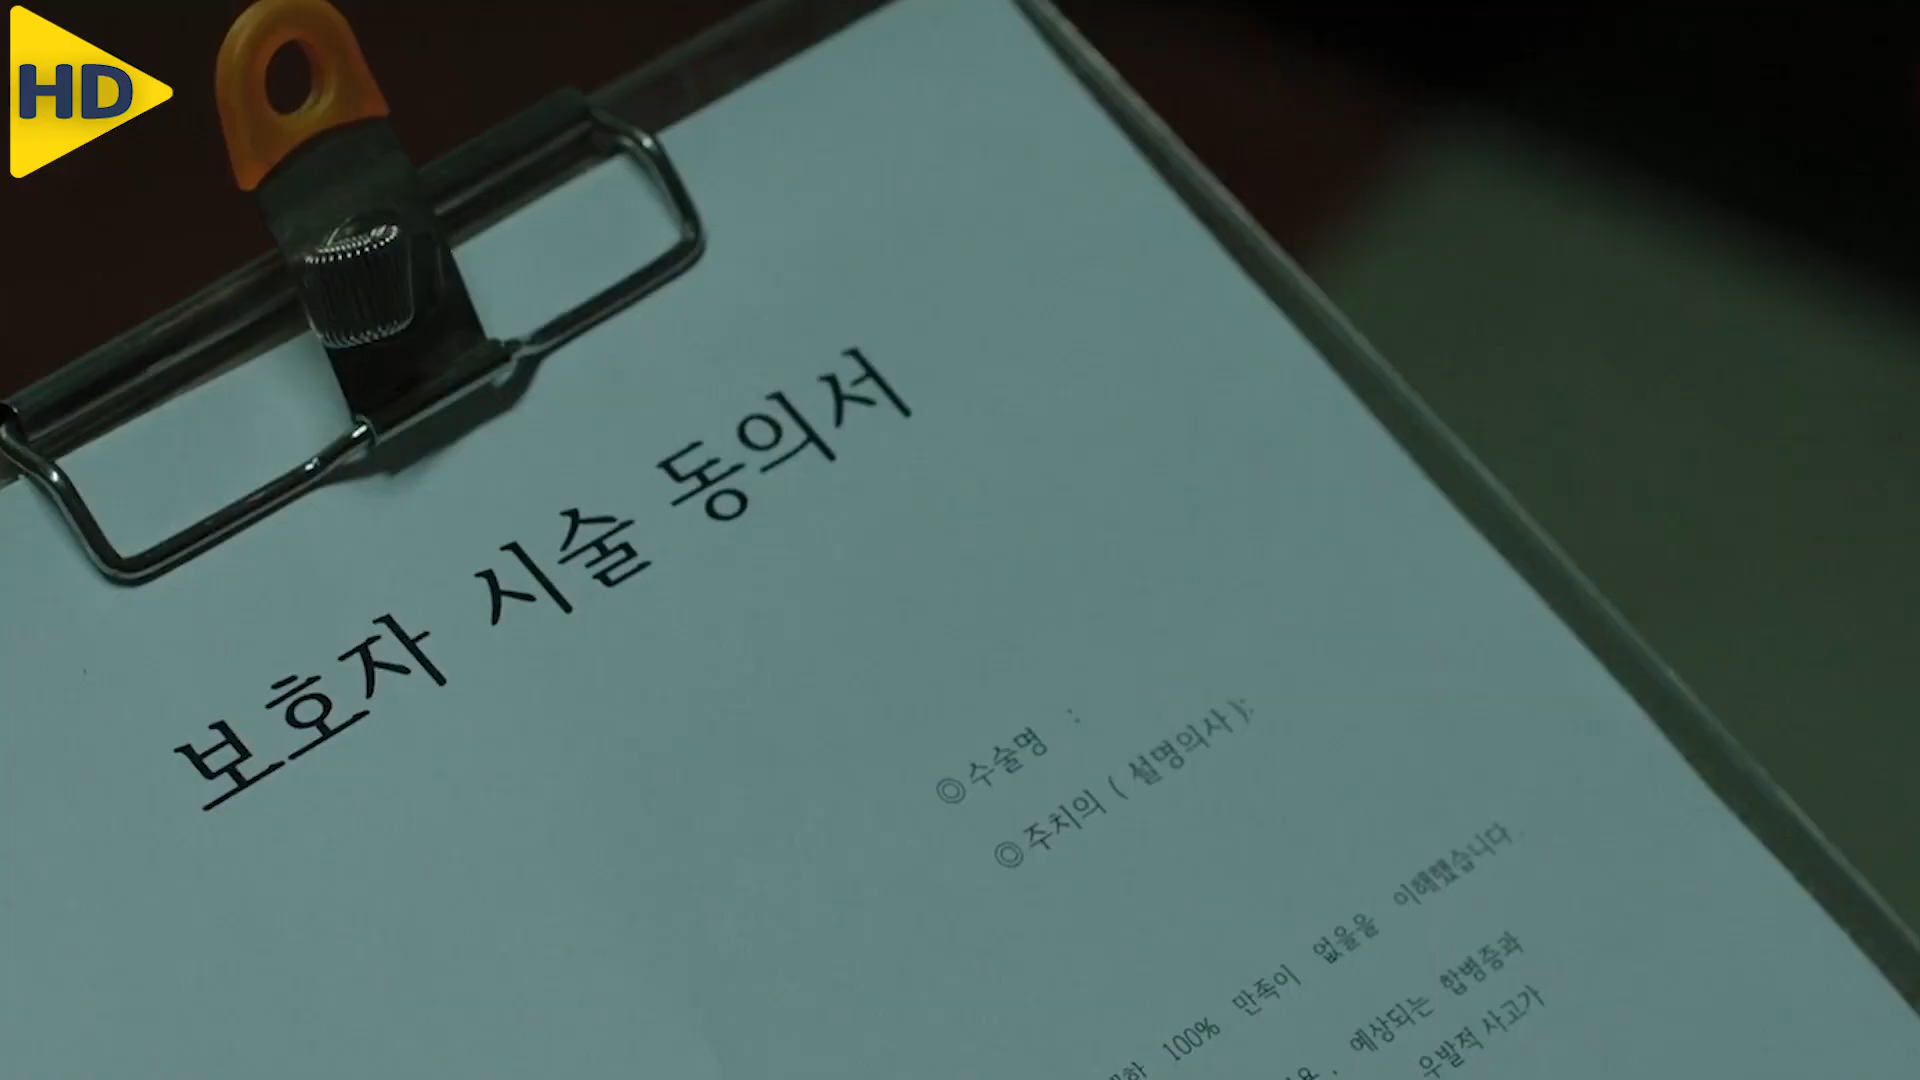 HD
보호자 시술 동의서
◎수술명 :
◎주치의 ( 설명의사 ):
100% 만족이 없을을 이해했습니다.
예상되는 합병증과
우발적 사고가